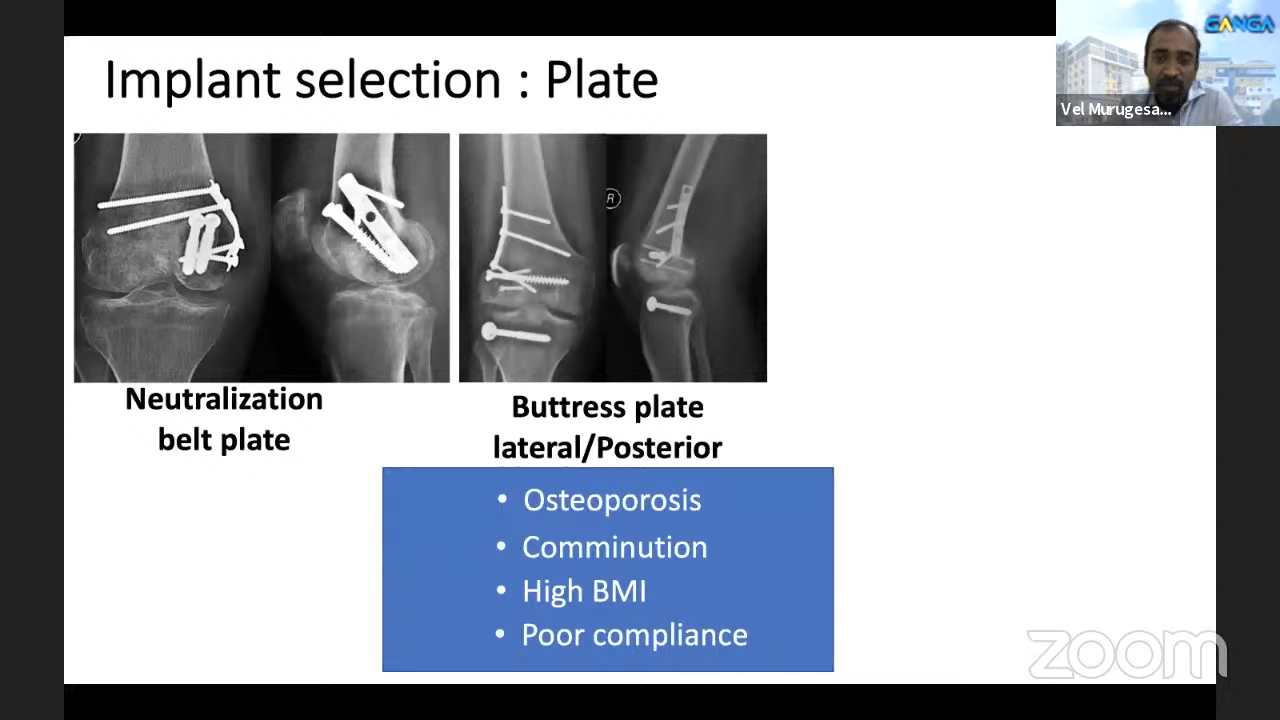 Implant selection : Plate
GANGA
Vel Murugesa...
R
Neutralization
belt plate
Buttress plate
lateral/Posterior
• Osteoporosis
• Comminution
• High BMI
• Poor compliance
zoom